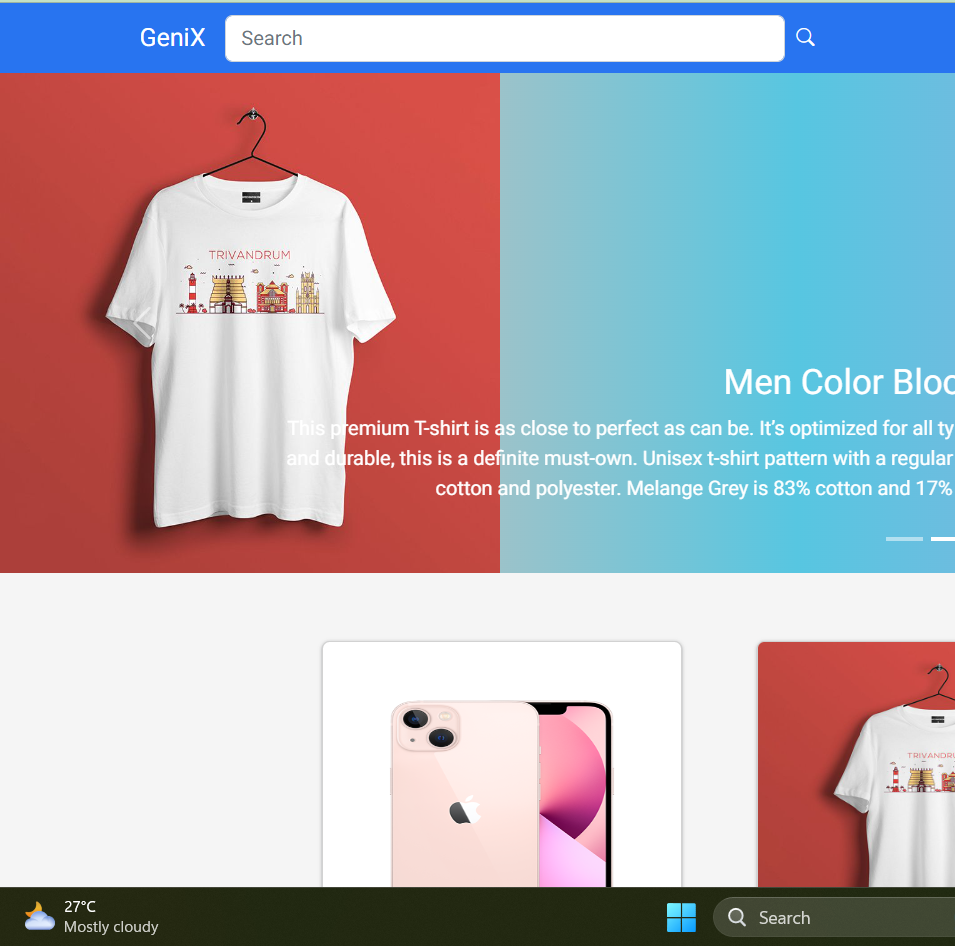 GeniX
Search
TRIVANDRUM
Men Color Bloc
This premium T-shirt is as close to perfect as can be. It’s optimized for all ty
and durable, this is a definite must-own. Unisex t-shirt pattern with a regular
cotton and polyester. Melange Grey is 83% cotton and 17%
TRIVANDRU
27°C
Mostly cloudy
Search